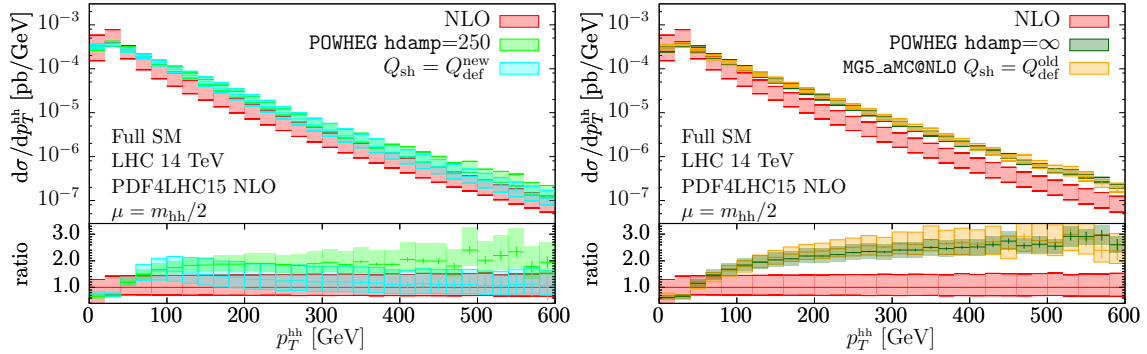 10⁻³
10⁻⁴
10⁻⁵
10⁻⁶
10⁻⁷
dσ/dp_T^hh [pb/GeV]
NLO
POWHEG hdamp=250
Q_sh = Q_def^new
Full SM
LHC 14 TeV
PDF4LHC15 NLO
μ = m_hh/2
ratio
3.0
2.0
1.0
0 100 200 300 400 500 600
p_T^hh [GeV]
10⁻³
10⁻⁴
10⁻⁵
10⁻⁶
10⁻⁷
dσ/dp_T^hh [pb/GeV]
NLO
POWHEG hdamp=∞
MG5_aMC@NLO Q_sh = Q_def^old
Full SM
LHC 14 TeV
PDF4LHC15 NLO
μ = m_hh/2
ratio
3.0
2.0
1.0
0 100 200 300 400 500 600
p_T^hh [GeV]